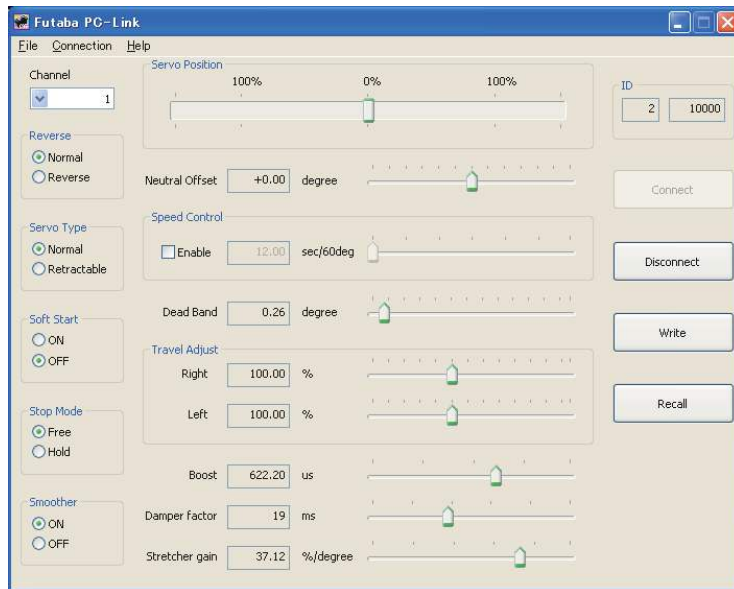 Futaba PC-Link
File Connection Help
Channel
1
Reverse
Normal
Reverse
Servo Type
Normal
Retractable
Soft Start
ON
OFF
Stop Mode
Free
Hold
Smoother
ON
OFF
Servo Position
100% 0% 100%
Neutral Offset +0.00 degree
Speed Control
Enable 12.00 sec/60deg
Dead Band 0.26 degree
Travel Adjust
Right 100.00 %
Left 100.00 %
Boost 622.20 us
Damper factor 19 ms
Stretcher gain 37.12 %/degree
ID
2 10000
Connect
Disconnect
Write
Recall